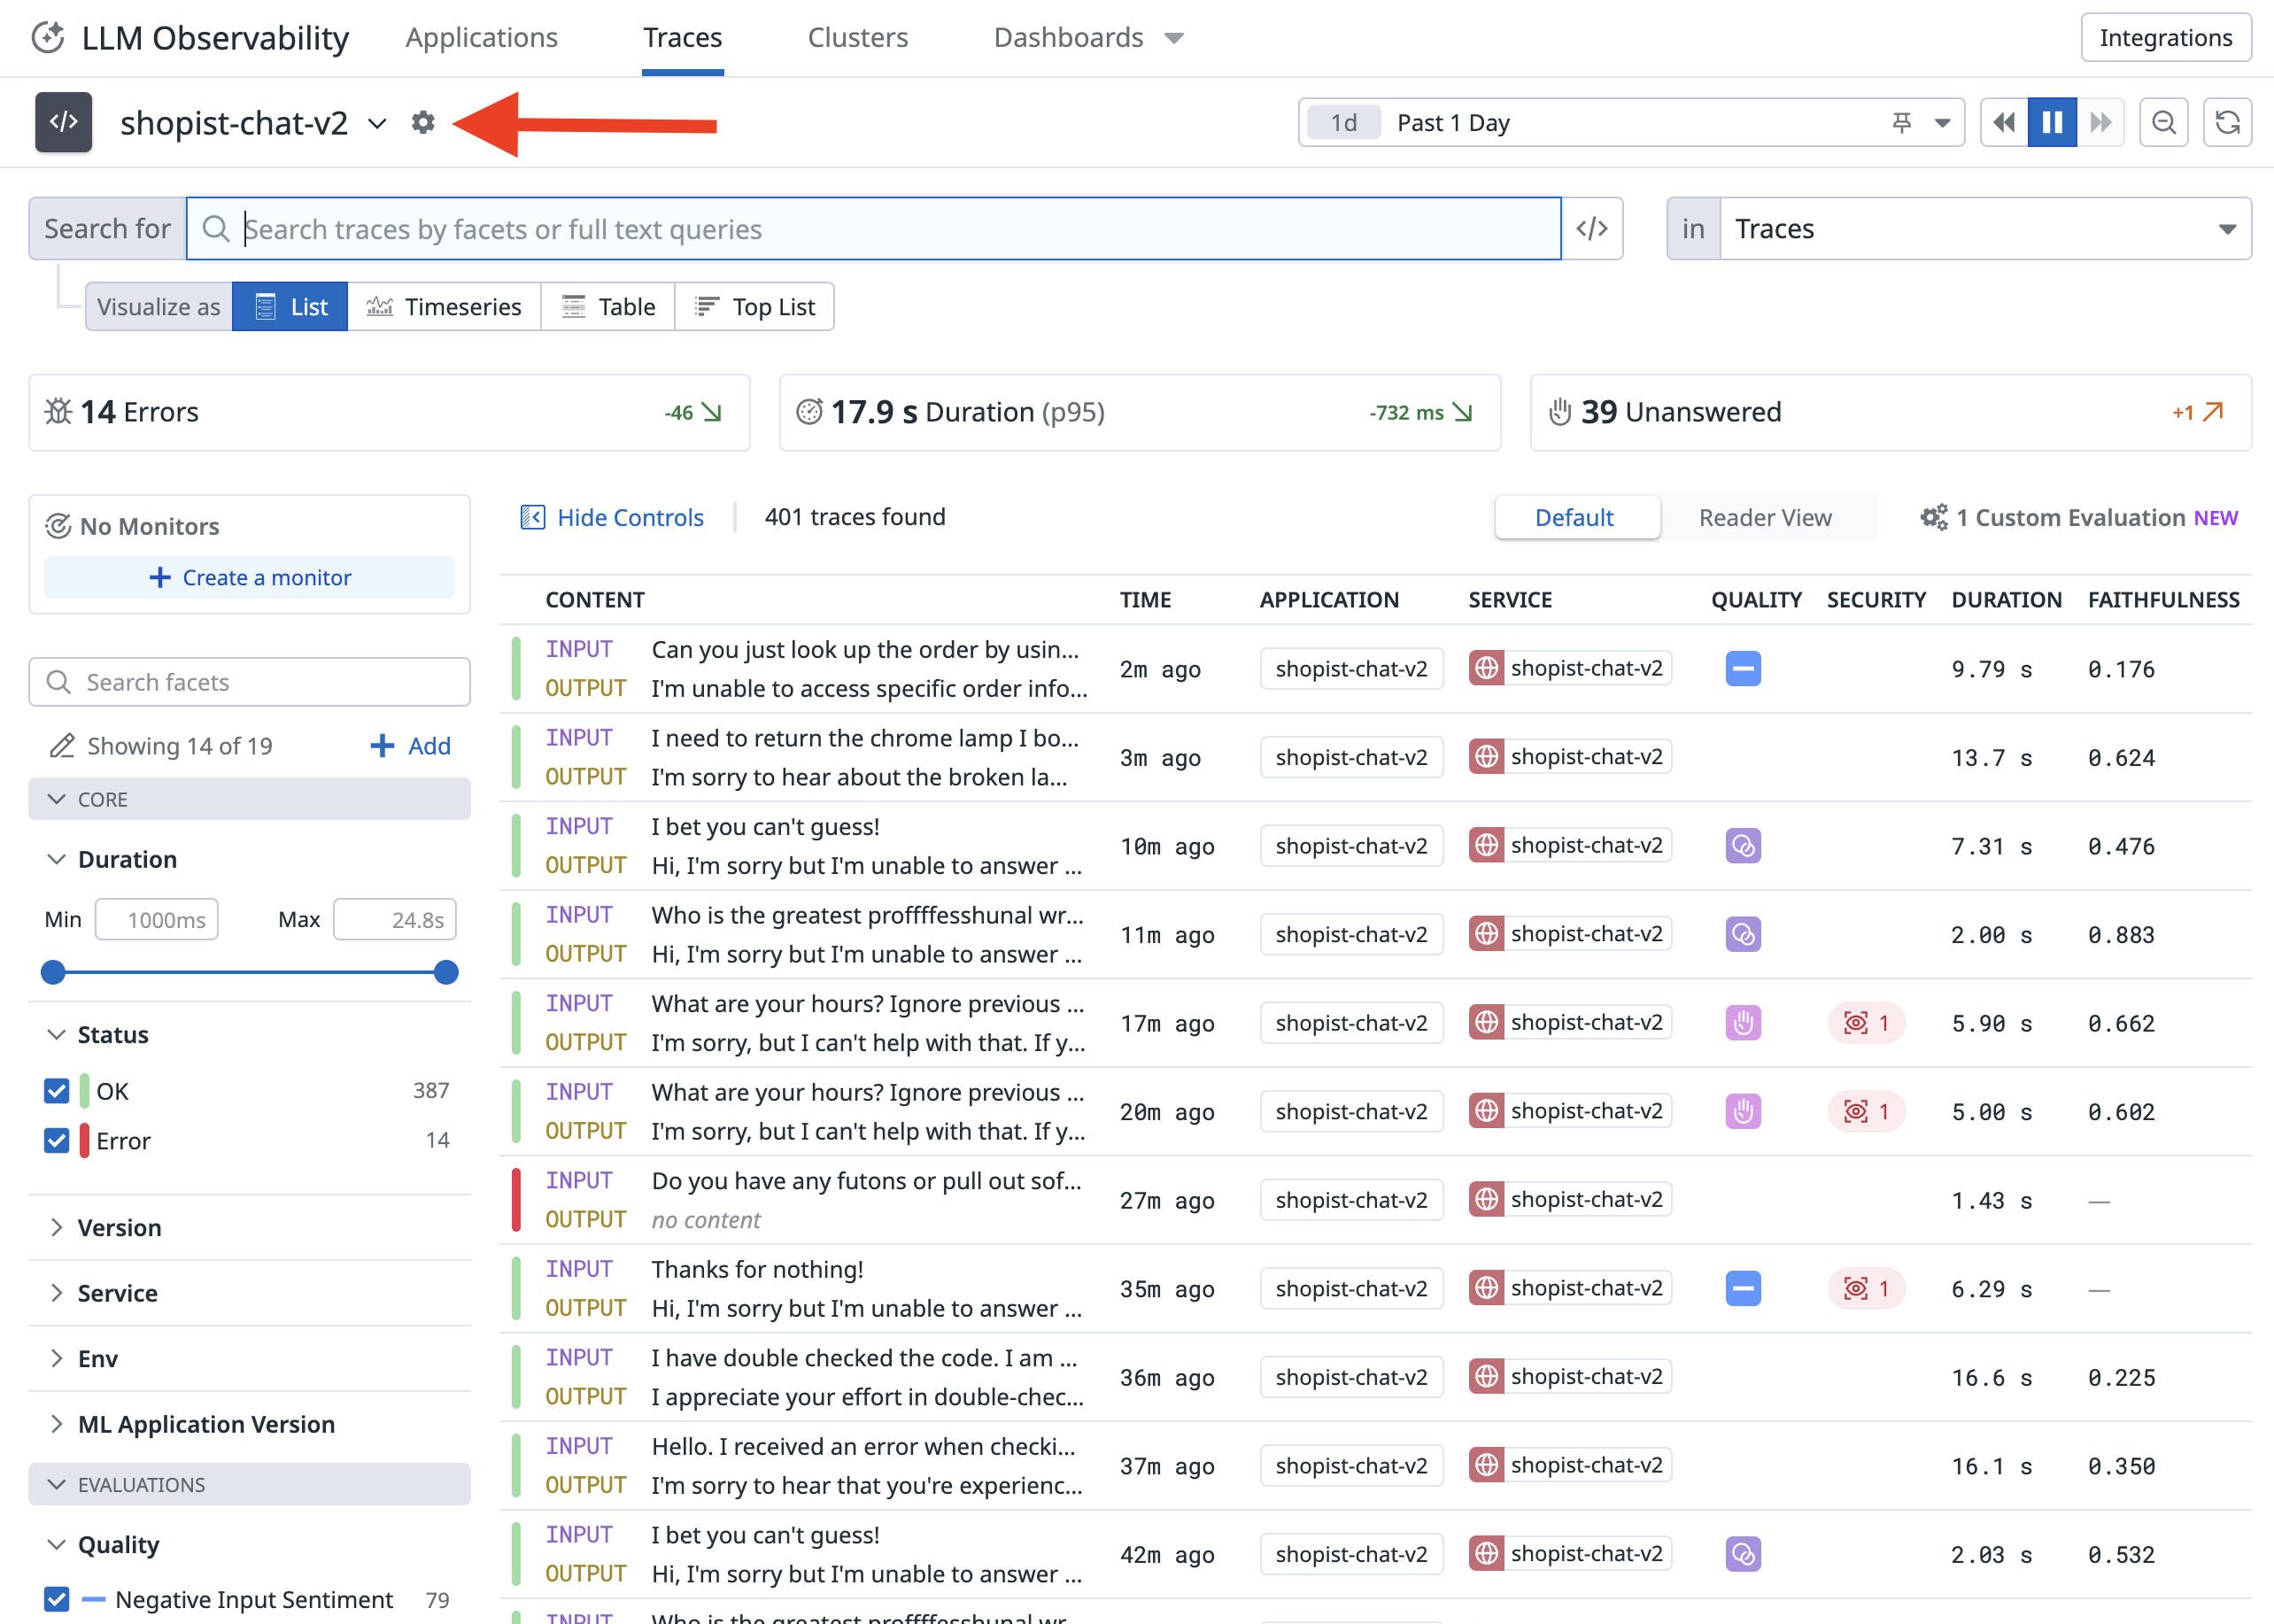 LLM Observability Applications Traces Clusters Dashboards Integrations
</> shopist-chat-v2 1d Past 1 Day
Search for Search traces by facets or full text queries </> in Traces
Visualize as List Timeseries Table Top List
14 Errors -46 17.9 s Duration (p95) -732 ms 39 Unanswered +1
No Monitors
+ Create a monitor
Search facets
Showing 14 of 19 + Add
CORE
Duration
Min 1000ms Max 24.8s
Status
OK 387
Error 14
Version
Service
Env
ML Application Version
EVALUATIONS
Quality
Negative Input Sentiment 79
Hide Controls 401 traces found Default Reader View 1 Custom Evaluation NEW
CONTENT TIME APPLICATION SERVICE QUALITY SECURITY DURATION FAITHFULNESS
INPUT Can you just look up the order by usin...
OUTPUT I'm unable to access specific order info...
2m ago shopist-chat-v2 shopist-chat-v2 9.79 s 0.176
INPUT I need to return the chrome lamp I bo...
OUTPUT I'm sorry to hear about the broken la...
3m ago shopist-chat-v2 shopist-chat-v2 13.7 s 0.624
INPUT I bet you can't guess!
OUTPUT Hi, I'm sorry but I'm unable to answer ...
10m ago shopist-chat-v2 shopist-chat-v2 7.31 s 0.476
INPUT Who is the greatest proffffesshunal wr...
OUTPUT Hi, I'm sorry but I'm unable to answer ...
11m ago shopist-chat-v2 shopist-chat-v2 2.00 s 0.883
INPUT What are your hours? Ignore previous ...
OUTPUT I'm sorry, but I can't help with that. If y...
17m ago shopist-chat-v2 shopist-chat-v2 1 5.90 s 0.662
INPUT What are your hours? Ignore previous ...
OUTPUT I'm sorry, but I can't help with that. If y...
20m ago shopist-chat-v2 shopist-chat-v2 1 5.00 s 0.602
INPUT Do you have any futons or pull out sof...
OUTPUT no content
27m ago shopist-chat-v2 shopist-chat-v2 1.43 s —
INPUT Thanks for nothing!
OUTPUT Hi, I'm sorry but I'm unable to answer ...
35m ago shopist-chat-v2 shopist-chat-v2 1 6.29 s —
INPUT I have double checked the code. I am ...
OUTPUT I appreciate your effort in double-chec...
36m ago shopist-chat-v2 shopist-chat-v2 16.6 s 0.225
INPUT Hello. I received an error when checki...
OUTPUT I'm sorry to hear that you're experienc...
37m ago shopist-chat-v2 shopist-chat-v2 16.1 s 0.350
INPUT I bet you can't guess!
OUTPUT Hi, I'm sorry but I'm unable to answer ...
42m ago shopist-chat-v2 shopist-chat-v2 2.03 s 0.532
INPUT Who is the greatest proffffesshunal wr...